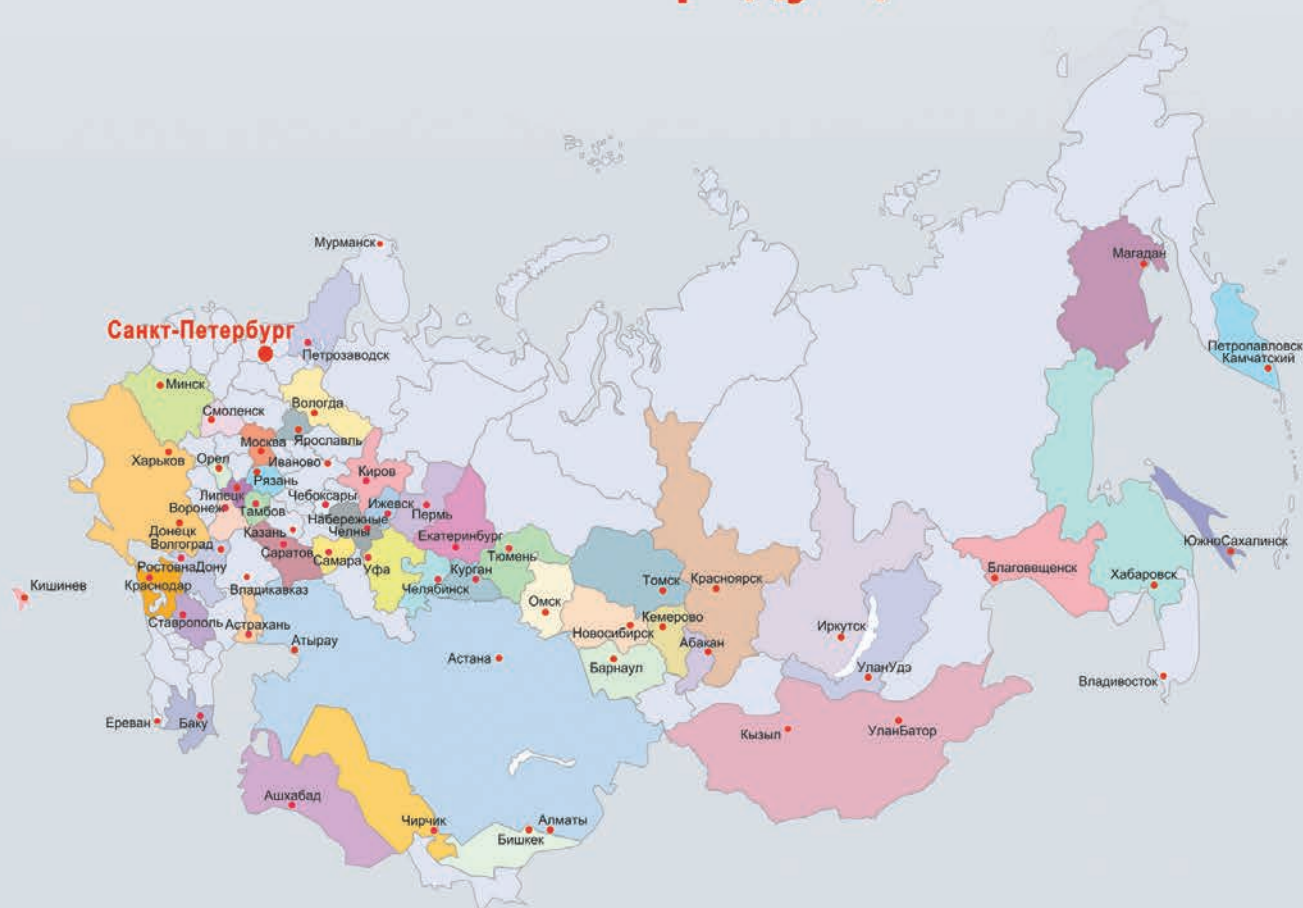 Мурманск
Магадан
Санкт-Петербург
Петрозаводск
Петропавловск
Камчатский
Минск
Вологда
Смоленск
Ярославль
Москва
Харьков
Орел
Иваново
Рязань
Киров
Липецк
Чебоксары
Воронеж
Тамбов
Ижевск
Пермь
Набережные
Челны
Донецк
Казань
Екатеринбург
Волгоград
Саратов
Самара
Тюмень
ЮжноСахалинск
РостовнаДону
Уфа
Курган
Благовещенск
Краснодар
Кишинев
Владикавказ
Челябинск
Томск
Красноярск
Хабаровск
Омск
Ставрополь
Астрахань
Новосибирск
Кемерово
Иркутск
Атырау
Абакан
Астана
Барнаул
УланУдэ
Владивосток
Ереван
Баку
Кызыл
УланБатор
Ашхабад
Чирчик
Алматы
Бишкек